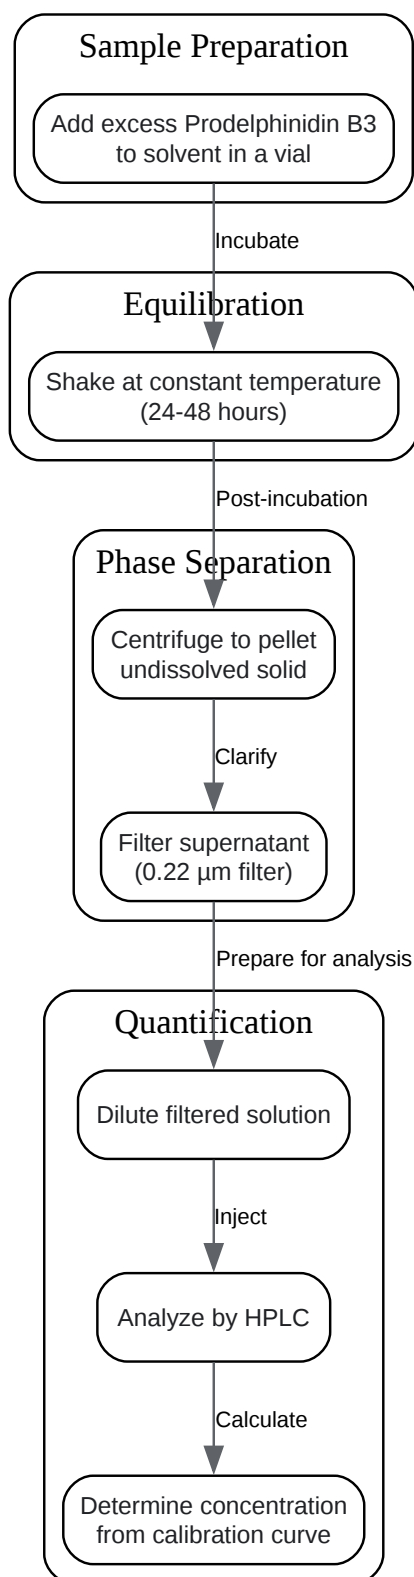 Sample Preparation
Add excess Prodelphinidin B3
to solvent in a vial
Incubate
Equilibration
Shake at constant temperature
(24-48 hours)
Post-incubation
Phase Separation
Centrifuge to pellet
undissolved solid
Clarify
Filter supernatant
(0.22 µm filter)
Prepare for analysis
Quantification
Dilute filtered solution
Inject
Analyze by HPLC
Calculate
Determine concentration
from calibration curve